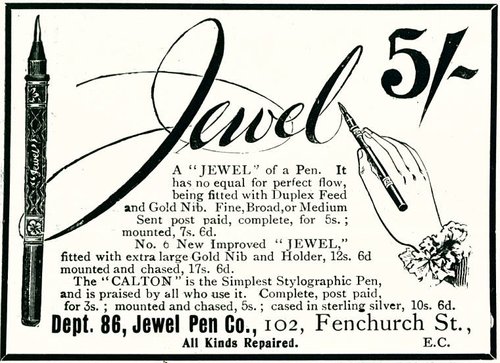 Jewel 5/-
"Jewel"
A "JEWEL" of a Pen. It
has no equal for perfect flow,
being fitted with Duplex Feed
and Gold Nib. Fine, Broad, or Medium
Sent post paid, complete, for 5s.;
mounted, 7s. 6d.
No. 6 New Improved "JEWEL,"
fitted with extra large Gold Nib and Holder, 12s. 6d
mounted and chased, 17s. 6d.
The "CALTON" is the Simplest Stylographic Pen,
and is praised by all who use it. Complete, post paid,
for 3s.; mounted and chased, 5s.; cased in sterling silver, 10s. 6d.
Dept. 86, Jewel Pen Co., 102, Fenchurch St.,
All Kinds Repaired. E.C.